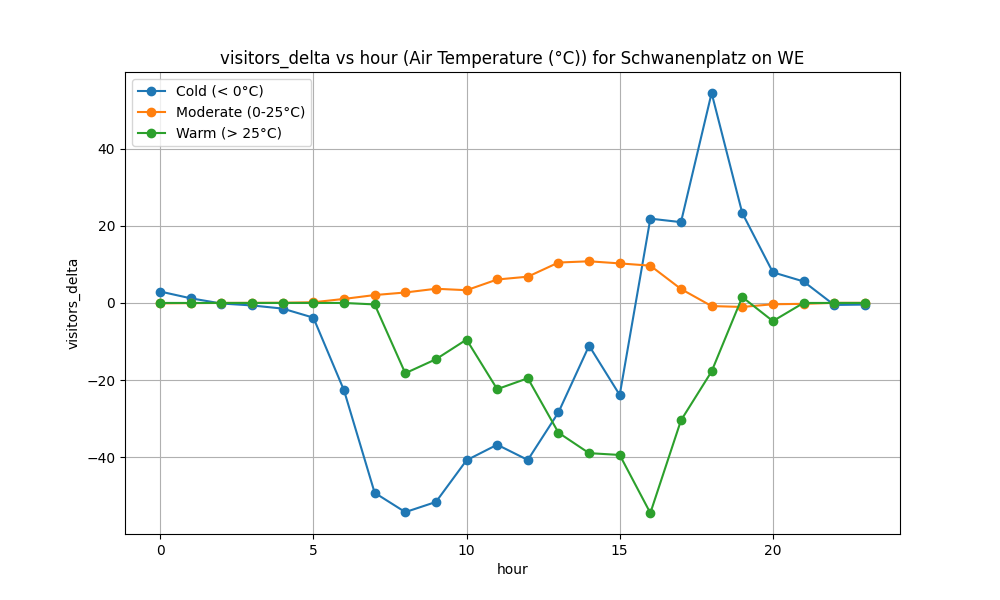 visitors_delta vs hour (Air Temperature (°C)) for Schwanenplatz on WE
Cold (< 0°C)
Moderate (0-25°C)
Warm (> 25°C)
40
20
0
−20
−40
visitors_delta
0 5 10 15 20
hour